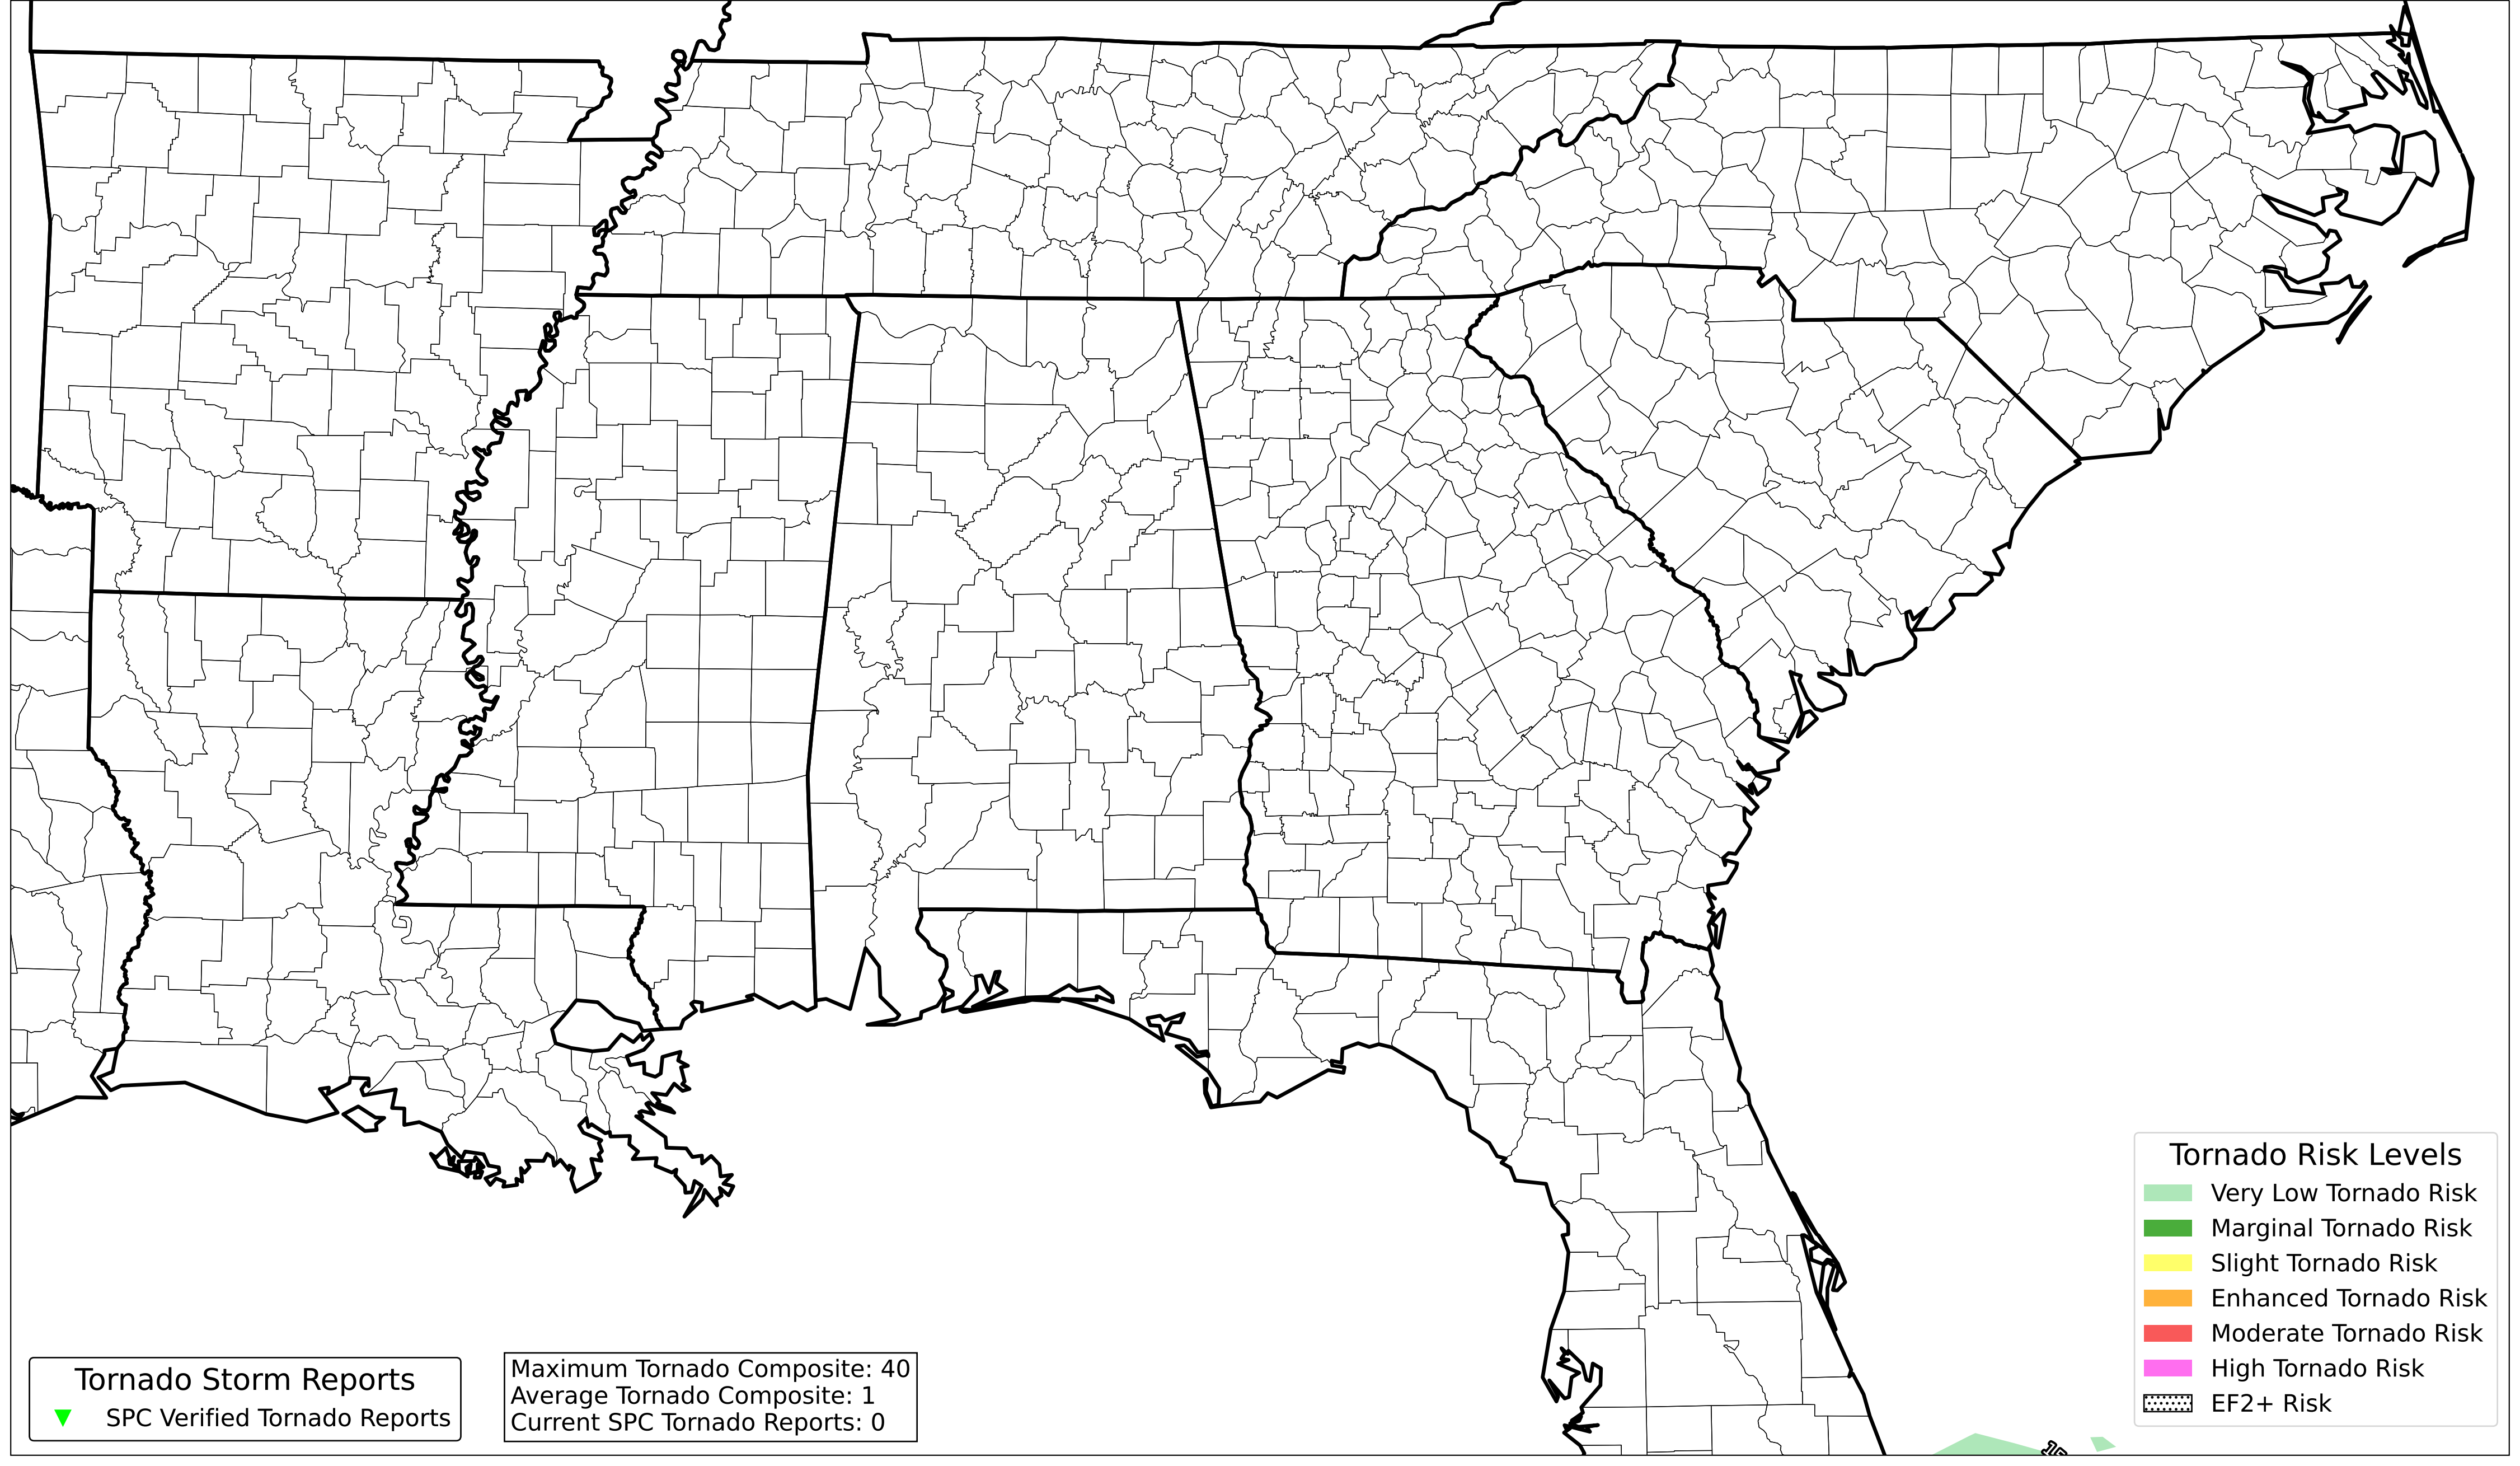 Tornado Risk Levels
Very Low Tornado Risk
Marginal Tornado Risk
Slight Tornado Risk
Enhanced Tornado Risk
Moderate Tornado Risk
High Tornado Risk
EF2+ Risk
Tornado Storm Reports
SPC Verified Tornado Reports
Maximum Tornado Composite: 40
Average Tornado Composite: 1
Current SPC Tornado Reports: 0